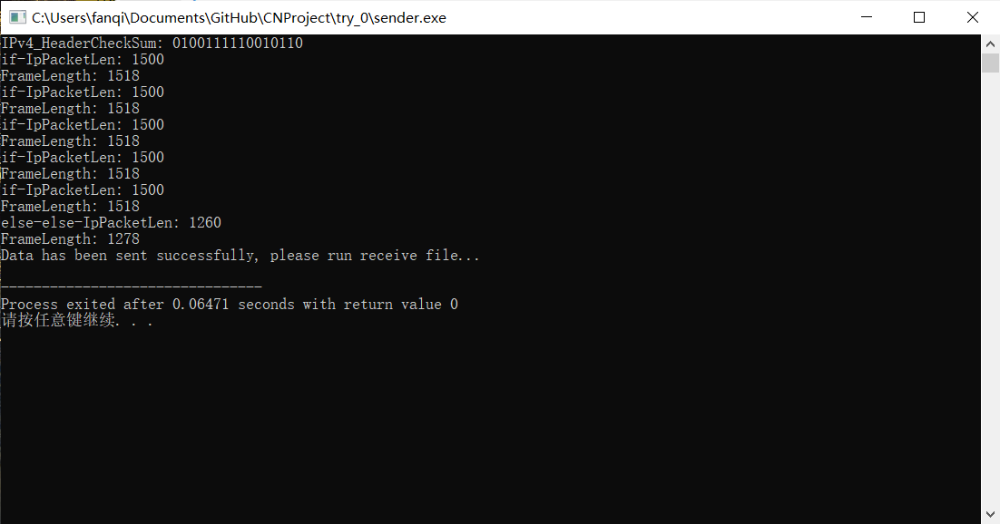 C:\Users\fanqi\Documents\GitHub\CNProject\try_0\sender.exe
IPv4_HeaderCheckSum: 0100111110010110
if-IpPacketLen: 1500
FrameLength: 1518
if-IpPacketLen: 1500
FrameLength: 1518
if-IpPacketLen: 1500
FrameLength: 1518
if-IpPacketLen: 1500
FrameLength: 1518
if-IpPacketLen: 1500
FrameLength: 1518
else-else-IpPacketLen: 1260
FrameLength: 1278
Data has been sent successfully, please run receive file...
--------------------------------
Process exited after 0.06471 seconds with return value 0
请按任意键继续. . .